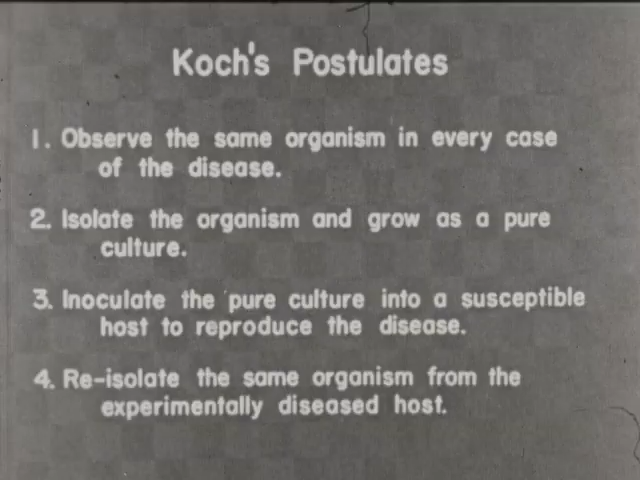 Koch's Postulates
1. Observe the same organism in every case
of the disease.
2. Isolate the organism and grow as a pure
culture.
3. Inoculate the pure culture into a susceptible
host to reproduce the disease.
4. Re-isolate the same organism from the
experimentally diseased host.